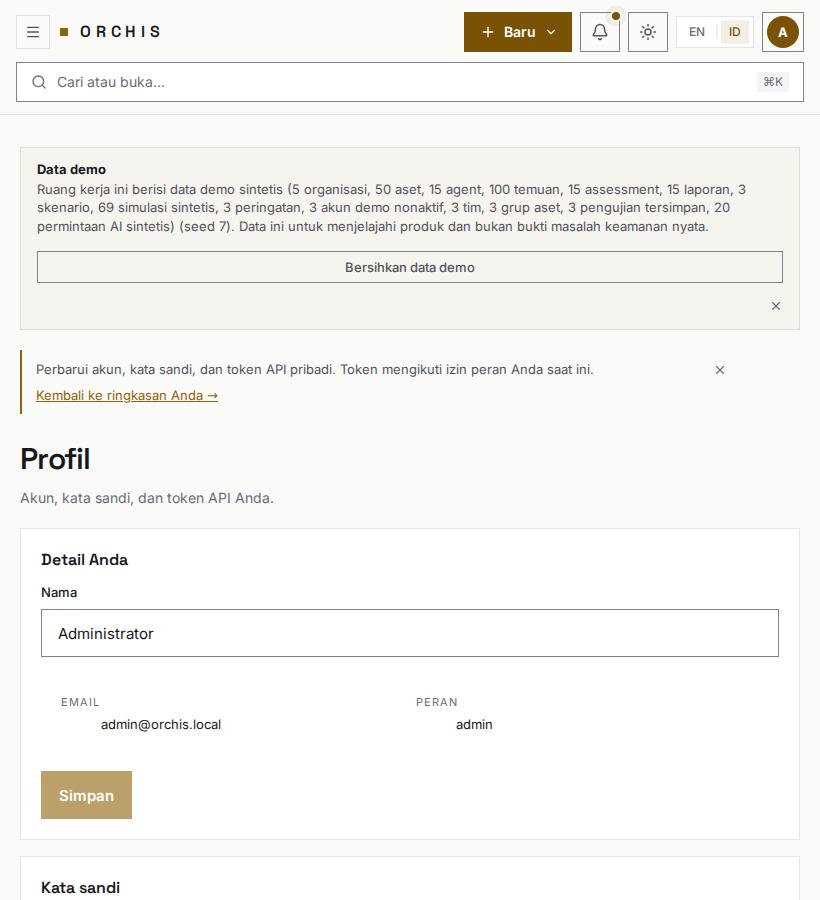 ORCHIS
Baru
EN
ID
A
Cari atau buka...
⌘K
Data demo
Ruang kerja ini berisi data demo sintetis (5 organisasi, 50 aset, 15 agent, 100 temuan, 15 assessment, 15 laporan, 3
skenario, 69 simulasi sintetis, 3 peringatan, 3 akun demo nonaktif, 3 tim, 3 grup aset, 3 pengujian tersimpan, 20
permintaan AI sintetis) (seed 7). Data ini untuk menjelajahi produk dan bukan bukti masalah keamanan nyata.
Bersihkan data demo
Perbarui akun, kata sandi, dan token API pribadi. Token mengikuti izin peran Anda saat ini.
Kembali ke ringkasan Anda →
Profil
Akun, kata sandi, dan token API Anda.
Detail Anda
Nama
Administrator
EMAIL
admin@orchis.local
PERAN
admin
Simpan
Kata sandi